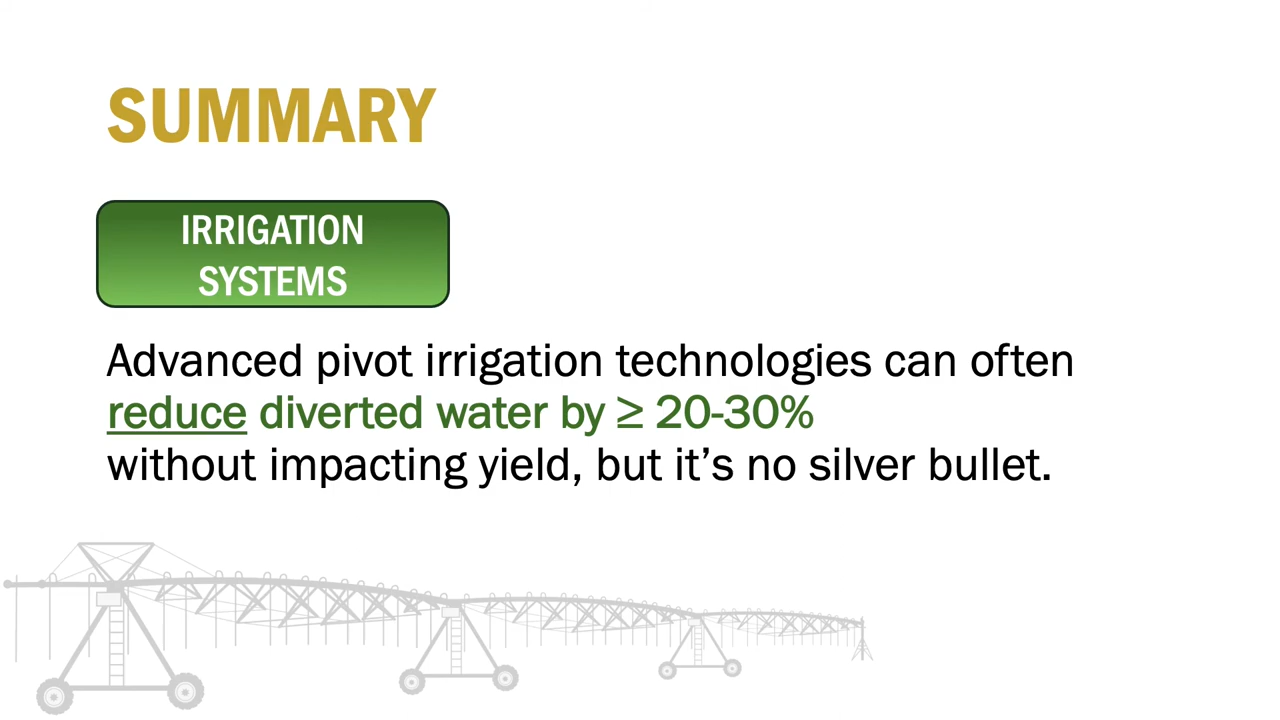 SUMMARY
IRRIGATION
SYSTEMS
Advanced pivot irrigation technologies can often
reduce diverted water by ≥ 20-30%
without impacting yield, but it’s no silver bullet.